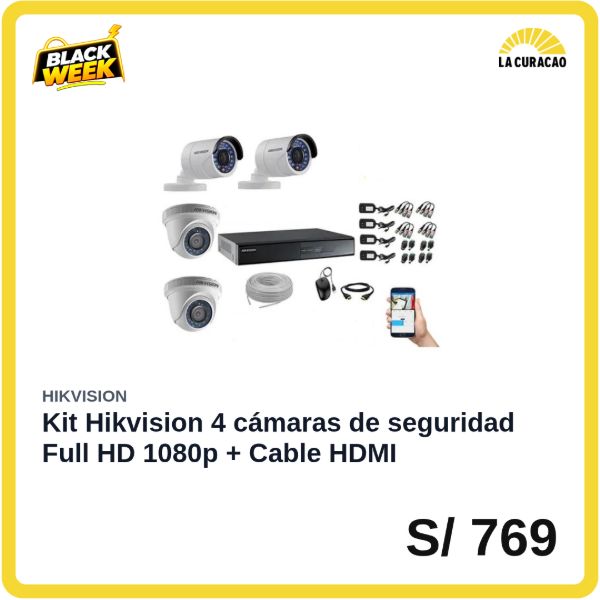 BLACK
WEEK
LA CURACAO
HIKVISION
Kit Hikvision 4 cámaras de seguridad
Full HD 1080p + Cable HDMI
S/ 769